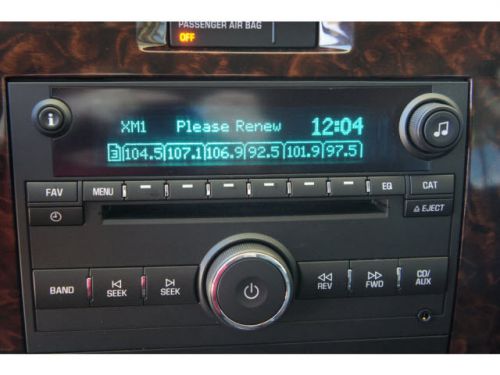 PASSENGER AIR BAG
OFF
XM1 Please Renew 12:04
3 104.5 107.1 106.9 92.5 101.9 97.5
FAV MENU EQ CAT
EJECT
BAND SEEK SEEK REV FWD CD/AUX